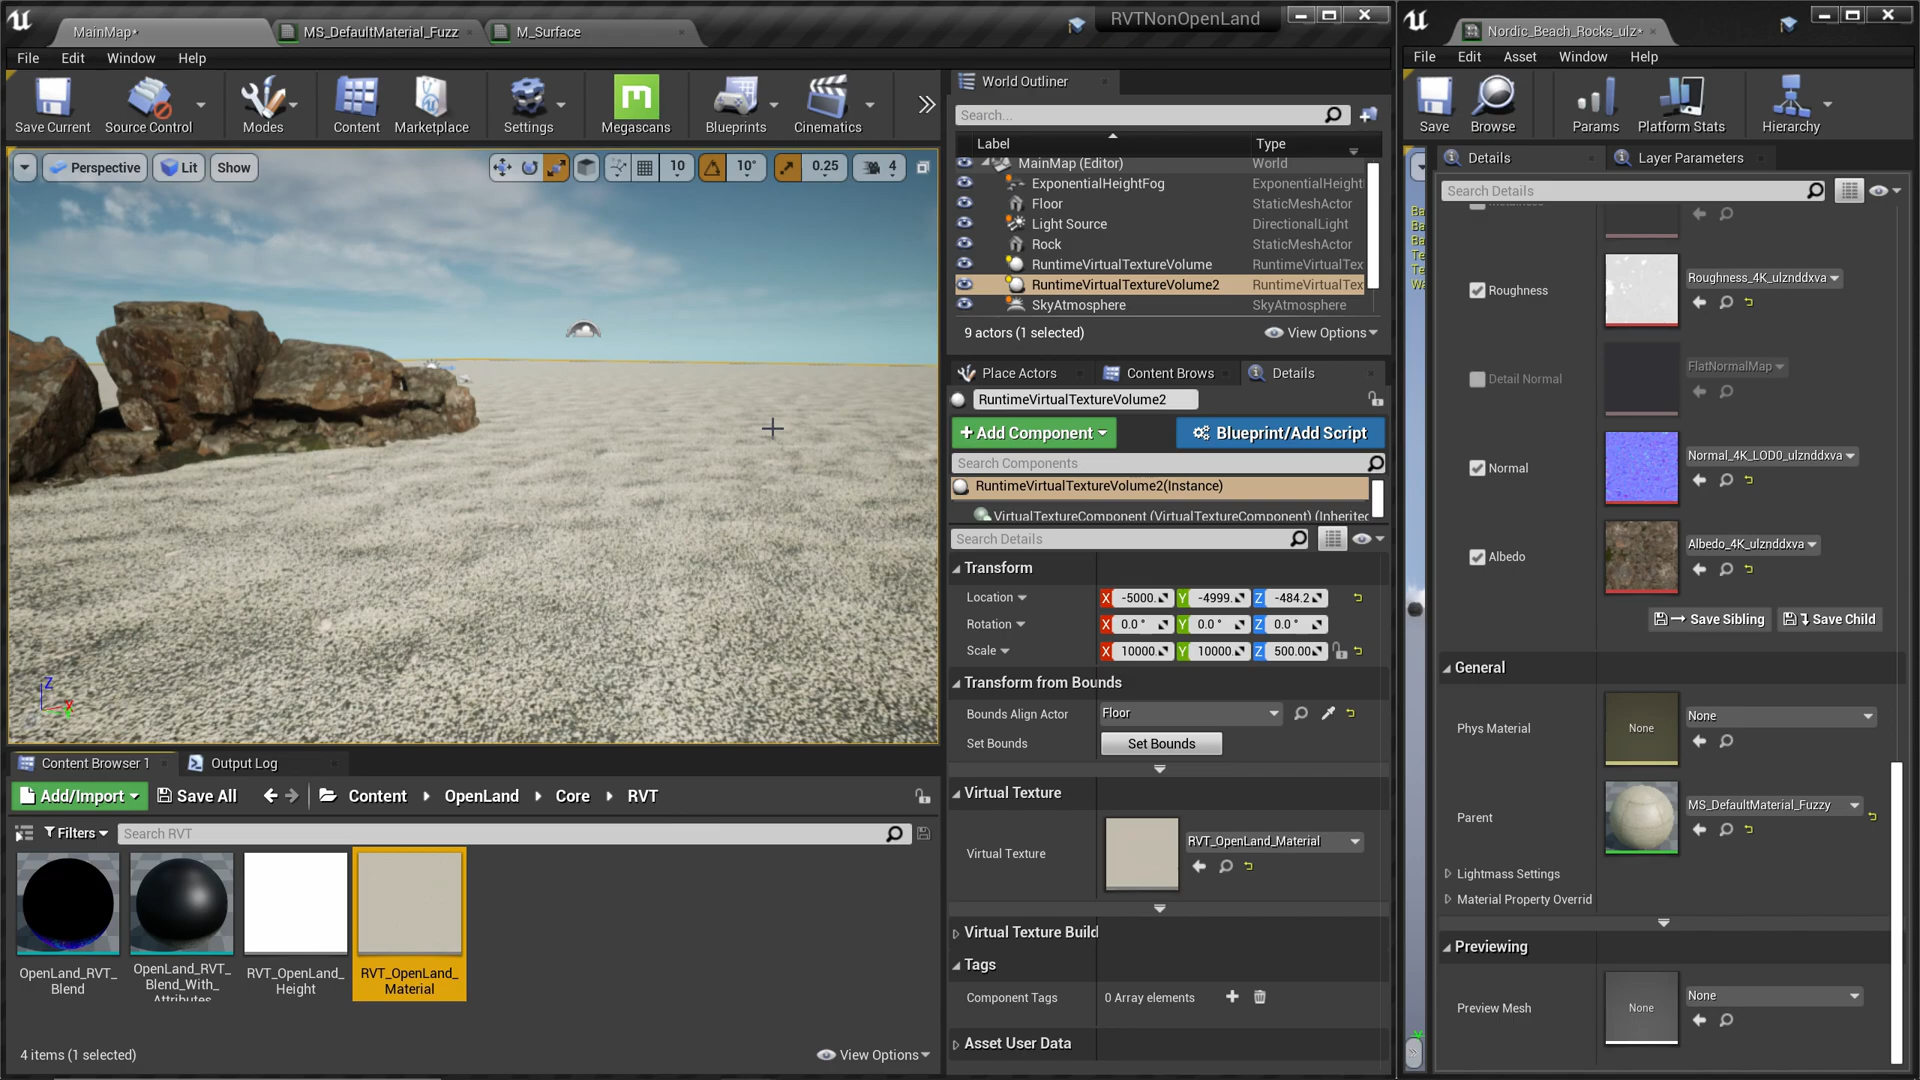 MainMap*
MS_DefaultMaterial_Fuzz
M_Surface
RVTNonOpenLand
File Edit Window Help
Save Current
Source Control
Modes
Content
Marketplace
Settings
Megascans
Blueprints
Cinematics
Perspective
Lit
Show
10
10°
0.25
4
Z
X
World Outliner
Search...
Label Type
MainMap (Editor) World
ExponentialHeightFog ExponentialHeight
Floor StaticMeshActor
Light Source DirectionalLight
Rock StaticMeshActor
RuntimeVirtualTextureVolume RuntimeVirtualTex
RuntimeVirtualTextureVolume2 RuntimeVirtualTex
SkyAtmosphere SkyAtmosphere
9 actors (1 selected)
View Options
Place Actors
Content Brows
Details
RuntimeVirtualTextureVolume2
+ Add Component
Blueprint/Add Script
Search Components
RuntimeVirtualTextureVolume2(Instance)
VirtualTextureComponent (VirtualTextureComponent) (Inherited
Search Details
Transform
Location X -5000. Y -4999. Z -484.2
Rotation X 0.0 ° Y 0.0 ° Z 0.0 °
Scale X 10000. Y 10000. Z 500.00
Transform from Bounds
Bounds Align Actor Floor
Set Bounds Set Bounds
Virtual Texture
Virtual Texture RVT_OpenLand_Material
Virtual Texture Build
Tags
Component Tags 0 Array elements
Asset User Data
Content Browser 1
Output Log
Add/Import
Save All
Content
OpenLand
Core
RVT
Filters
Search RVT
OpenLand_RVT_
Blend
OpenLand_RVT_
Blend_With_
Attributes
RVT_OpenLand_
Height
RVT_OpenLand_
Material
4 items (1 selected)
View Options
Nordic_Beach_Rocks_ulz*
File Edit Asset Window Help
Save
Browse
Params
Platform Stats
Hierarchy
Details
Layer Parameters
Search Details
Ba
Ba
Ba
Te
Te
Roughness Roughness_4K_ulznddxva
Detail Normal FlatNormalMap
Normal Normal_4K_LOD0_ulznddxva
Albedo Albedo_4K_ulznddxva
Save Sibling
Save Child
General
Phys Material None None
Parent MS_DefaultMaterial_Fuzzy
Lightmass Settings
Material Property Overrid
Previewing
Preview Mesh None None